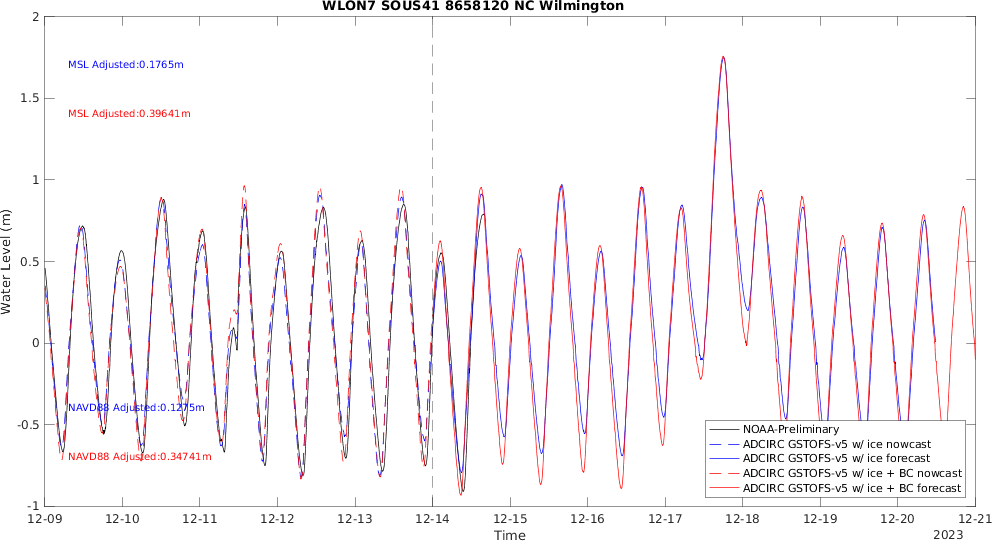 WLON7 SOUS41 8658120 NC Wilmington
2
1.5
1
0.5
0
-0.5
-1
Water Level (m)
MSL Adjusted:0.1765m
MSL Adjusted:0.39641m
NAVD88 Adjusted:0.1275m
NAVD88 Adjusted:0.34741m
NOAA-Preliminary
ADCIRC GSTOFS-v5 w/ ice nowcast
ADCIRC GSTOFS-v5 w/ ice forecast
ADCIRC GSTOFS-v5 w/ ice + BC nowcast
ADCIRC GSTOFS-v5 w/ ice + BC forecast
12-09 12-10 12-11 12-12 12-13 12-14 12-15 12-16 12-17 12-18 12-19 12-20 12-21
Time
2023